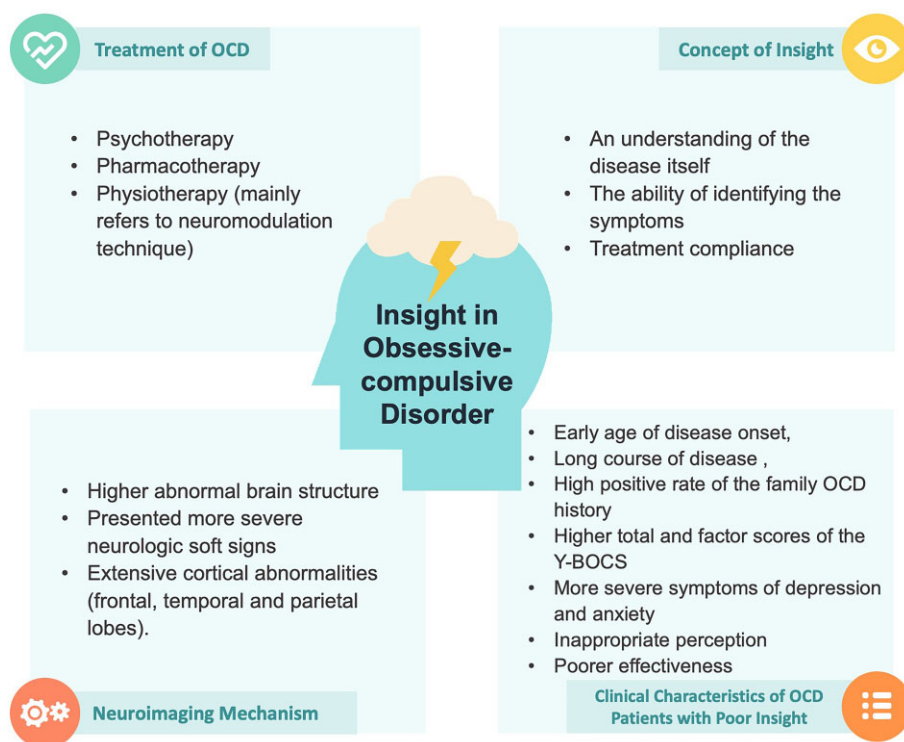 Treatment of OCD
• Psychotherapy
• Pharmacotherapy
• Physiotherapy (mainly
refers to neuromodulation
technique)
Concept of Insight
• An understanding of the
disease itself
• The ability of identifying the
symptoms
• Treatment compliance
Insight in
Obsessive-
compulsive
Disorder
• Higher abnormal brain structure
• Presented more severe
neurologic soft signs
• Extensive cortical abnormalities
(frontal, temporal and parietal
lobes).
Neuroimaging Mechanism
• Early age of disease onset,
• Long course of disease ,
• High positive rate of the family OCD
history
• Higher total and factor scores of the
Y-BOCS
• More severe symptoms of depression
and anxiety
• Inappropriate perception
• Poorer effectiveness
Clinical Characteristics of OCD
Patients with Poor Insight